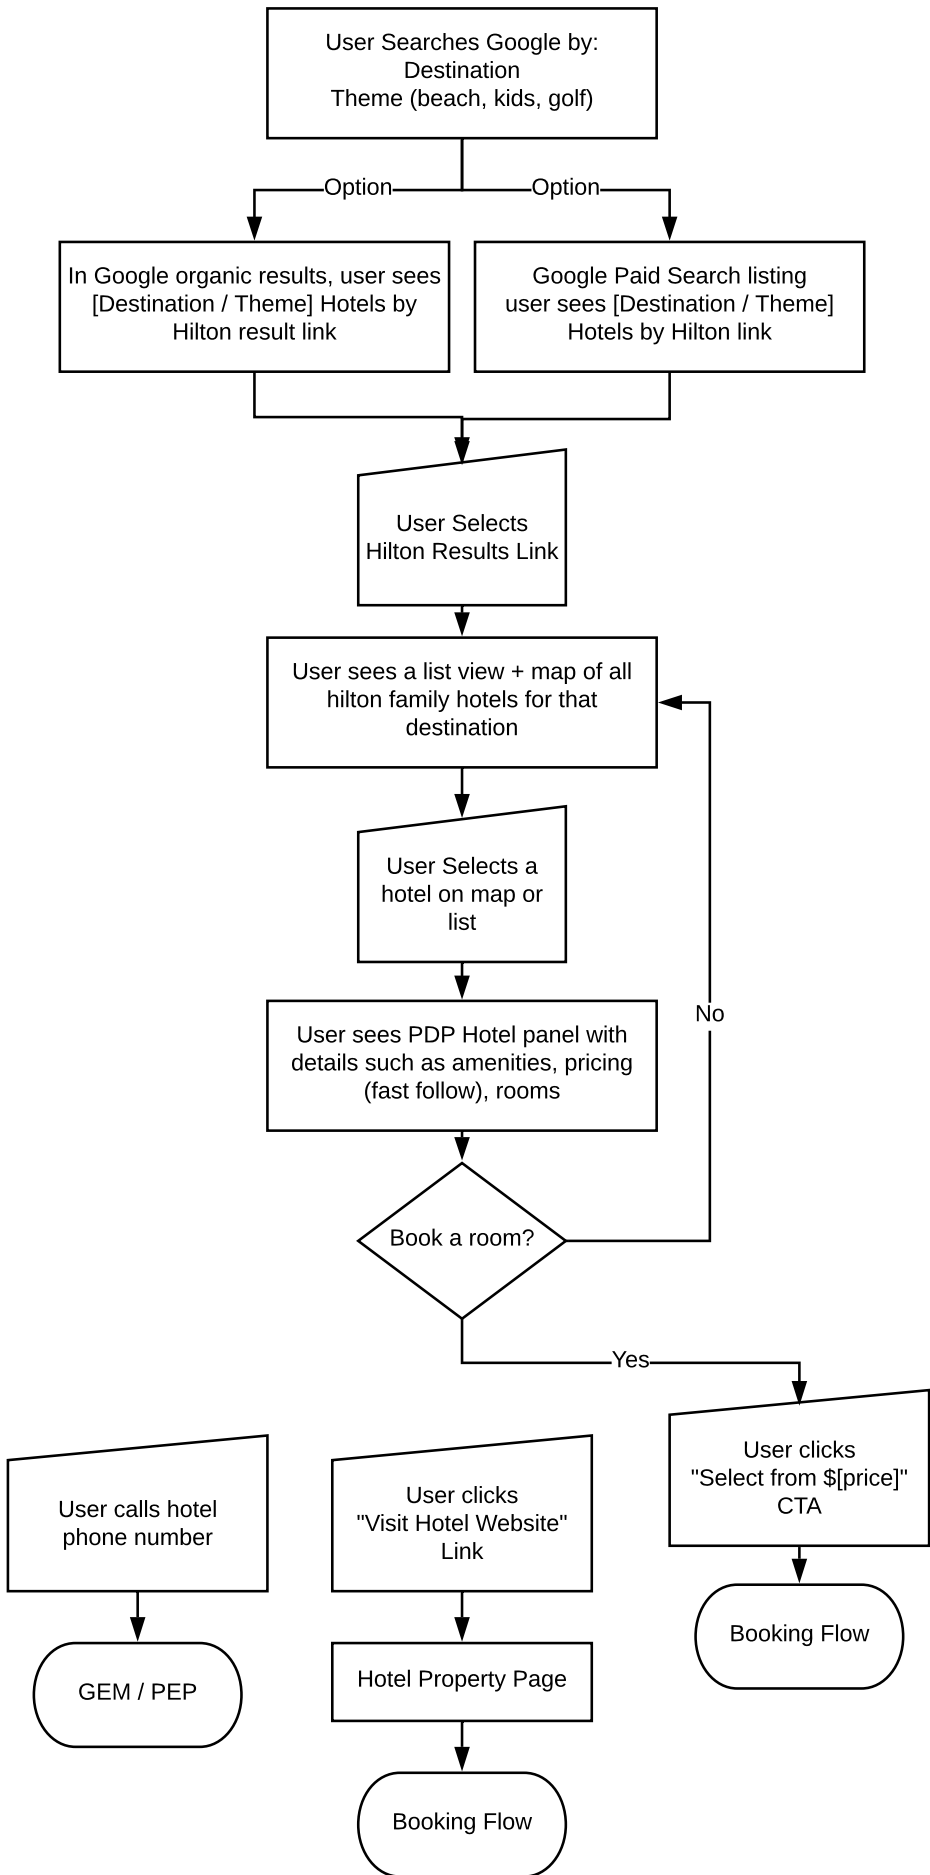 User Searches Google by:
Destination
Theme (beach, kids, golf)
Option
Option
In Google organic results, user sees
[Destination / Theme] Hotels by
Hilton result link
Google Paid Search listing
user sees [Destination / Theme]
Hotels by Hilton link
User Selects
Hilton Results Link
User sees a list view + map of all
hilton family hotels for that
destination
User Selects a
hotel on map or
list
No
User sees PDP Hotel panel with
details such as amenities, pricing
(fast follow), rooms
Book a room?
Yes
User calls hotel
phone number
GEM / PEP
User clicks
"Visit Hotel Website"
Link
Hotel Property Page
Booking Flow
User clicks
"Select from $[price]"
CTA
Booking Flow